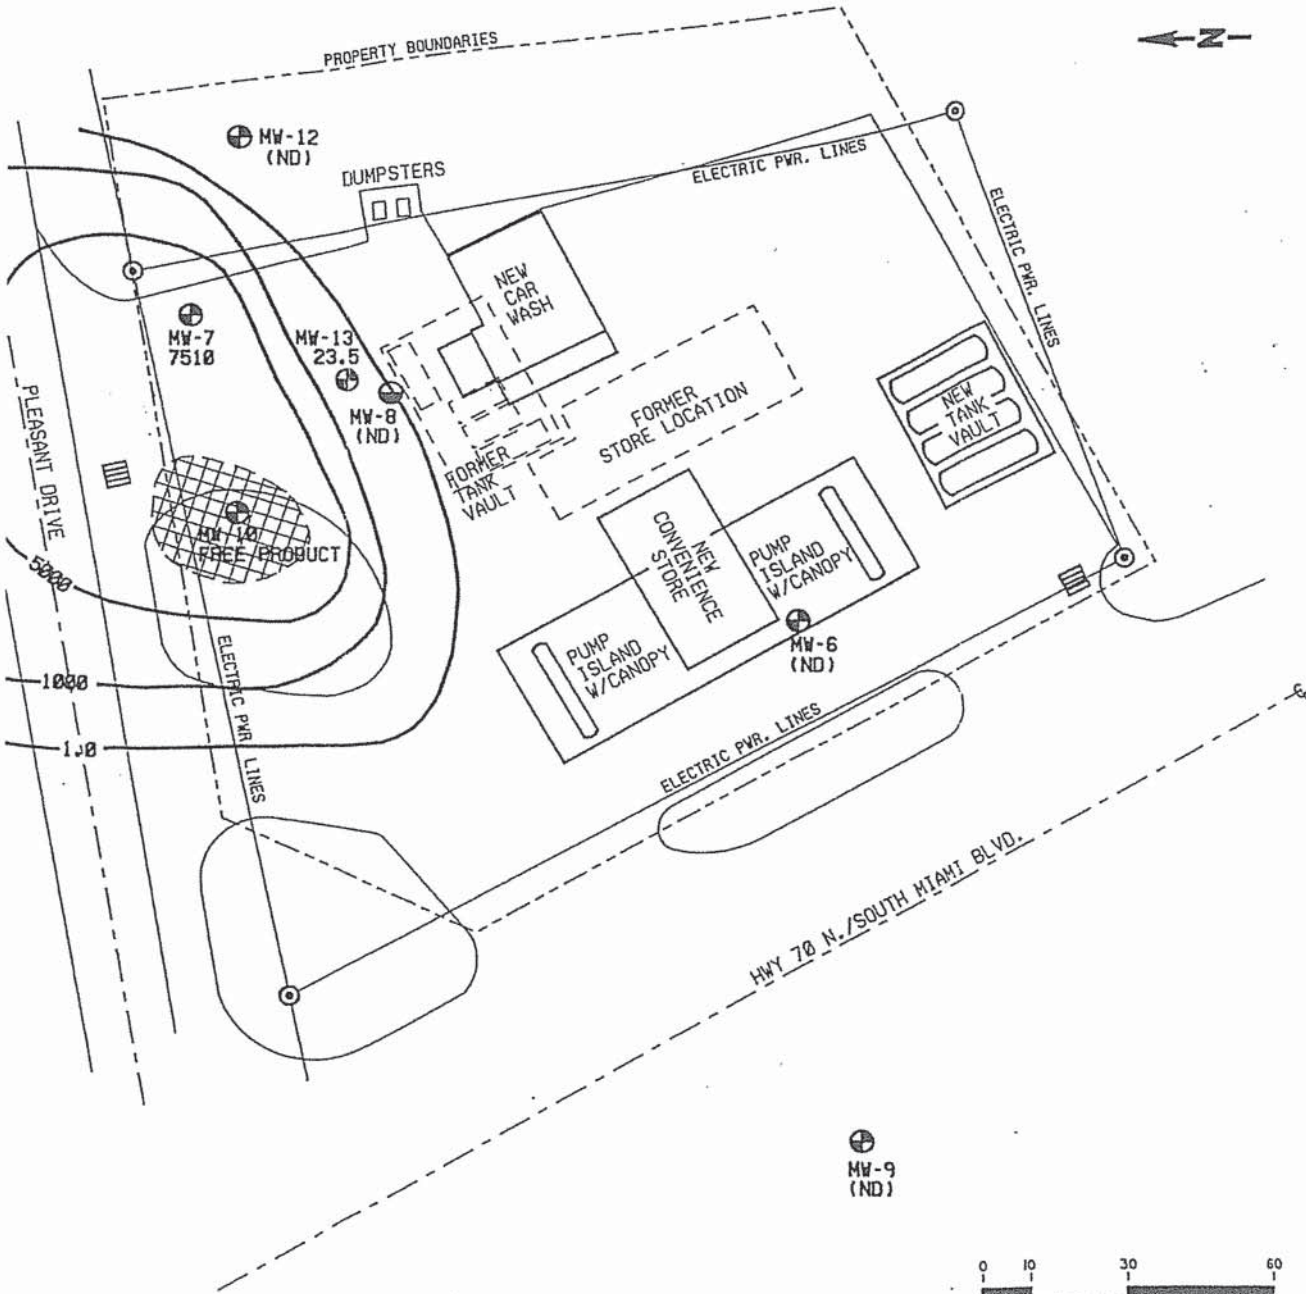 N
PROPERTY BOUNDARIES
MW-12
(ND)
DUMPSTERS
ELECTRIC PWR. LINES
ELECTRIC PWR. LINES
NEW
CAR
WASH
MW-7
7510
MW-13
23.5
MW-8
(ND)
PLEASANT DRIVE
FORMER
STORE LOCATION
NEW
TANK
VAULT
FORMER
TANK
VAULT
MW-10
FREE PRODUCT
5000
NEW
CONVENIENCE
STORE
PUMP
ISLAND
W/CANOPY
PUMP
ISLAND
W/CANOPY
MW-6
(ND)
ELECTRIC PWR LINES
1000
ELECTRIC PWR. LINES
HWY 70 N./SOUTH MIAMI BLVD.
MW-9
(ND)
0 10 30 60